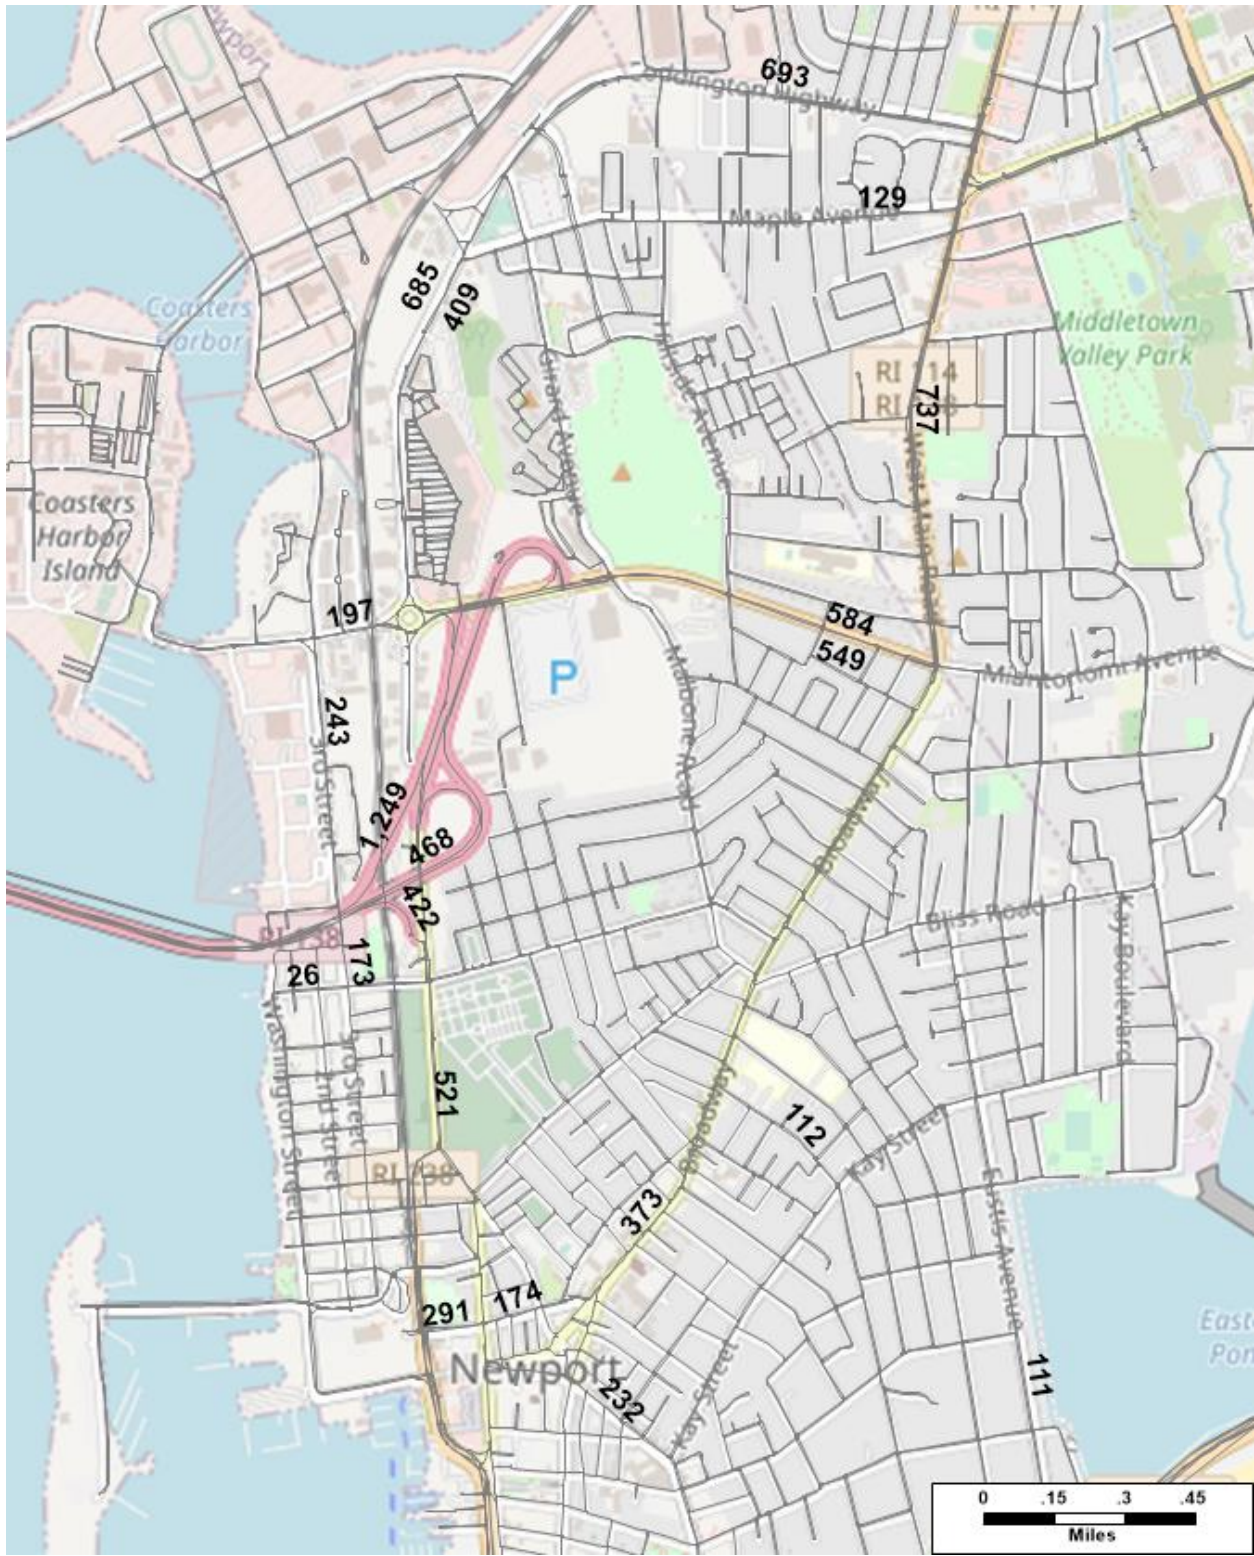 693
Coddington Highway
129
Maple Avenue
685
409
Coasters
Harbor
Middletown
Valley Park
Hillside Avenue
Girard Avenue
RI 114
737
West Main Road
Coasters
Harbor
Island
197
584
549
Miantonomi Avenue
P
Malbone Road
243
3rd Street
1,249
468
Broadway
422
Bliss Road
Kay Boulevard
RI 138
173
26
Washington Street
3rd Street
2nd Street
521
Broadway
112
Kay Street
RI 238
Eustis Avenue
373
174
291
Newport
232
Kay Street
111
0 .15 .3 .45
Miles